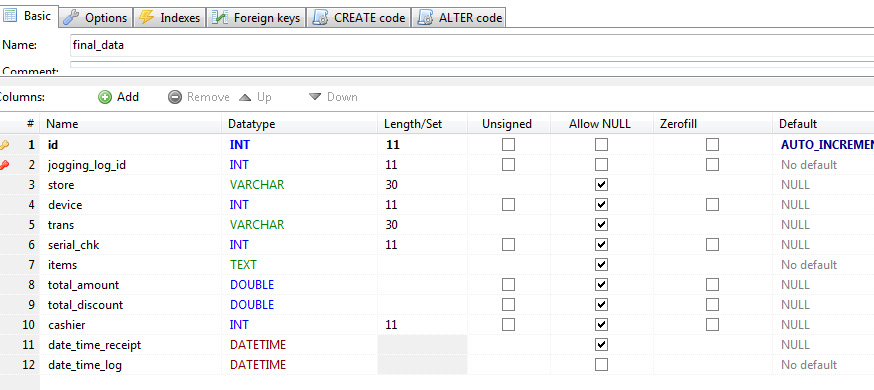 Basic Options Indexes Foreign keys CREATE code ALTER code
Name: final_data
Comment:
Columns: Add Remove Up Down
# Name Datatype Length/Set Unsigned Allow NULL Zerofill Default
1 id INT 11 AUTO_INCREMEN
2 jogging_log_id INT 11 No default
3 store VARCHAR 30 NULL
4 device INT 11 NULL
5 trans VARCHAR 30 NULL
6 serial_chk INT 11 NULL
7 items TEXT No default
8 total_amount DOUBLE NULL
9 total_discount DOUBLE NULL
10 cashier INT 11 NULL
11 date_time_receipt DATETIME NULL
12 date_time_log DATETIME No default